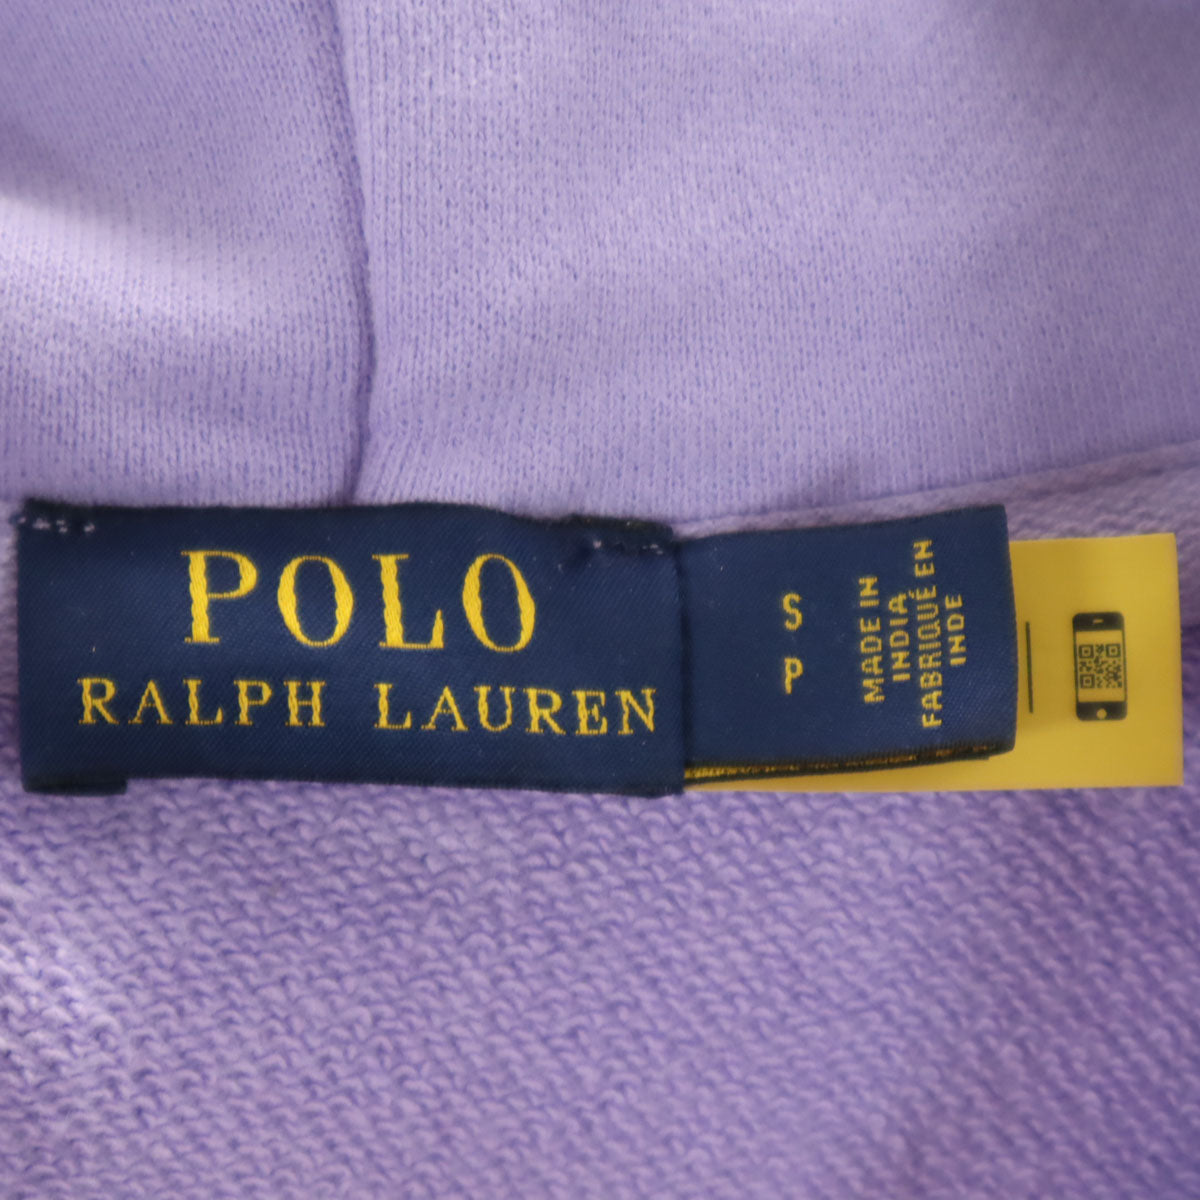 POLO
RALPH LAUREN
S
P
MADE IN
INDIA
FABRIQUÉ EN
INDE